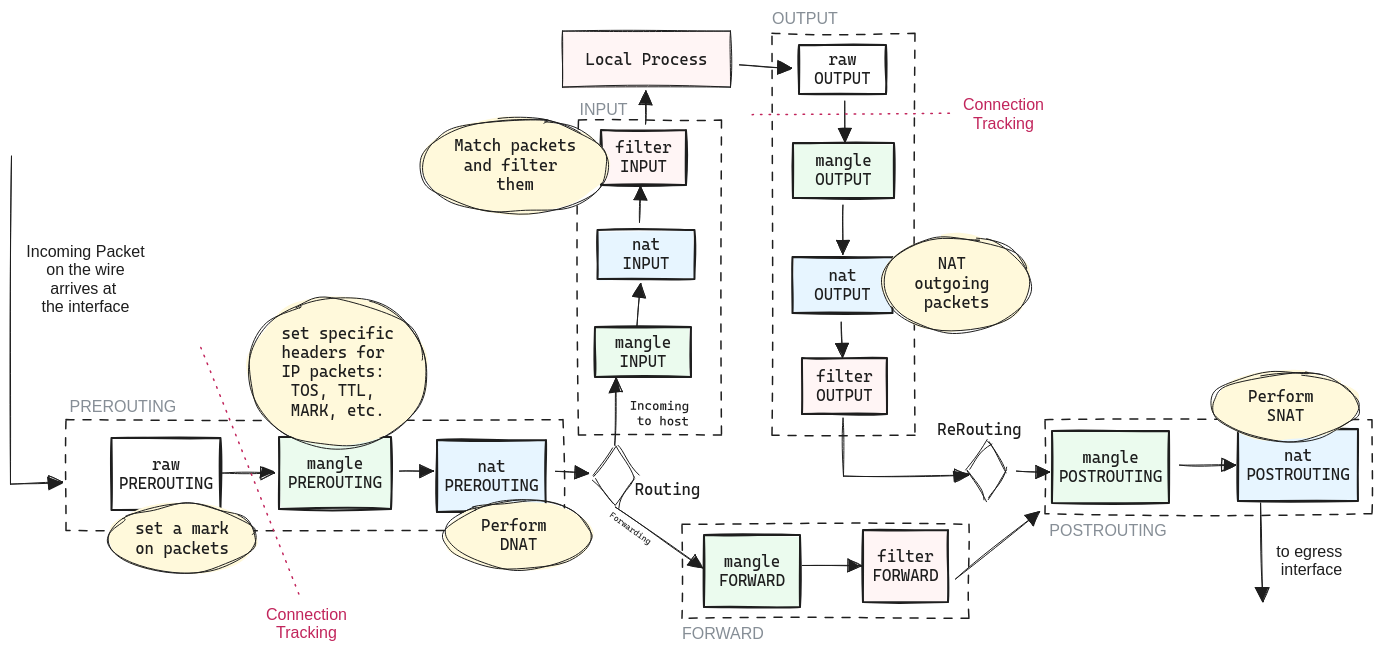 OUTPUT
Local Process
raw
OUTPUT
Connection
Tracking
INPUT
filter
INPUT
Match packets
and filter
them
mangle
OUTPUT
nat
INPUT
nat
OUTPUT
NAT
outgoing
packets
Incoming Packet
on the wire
arrives at
the interface
set specific
headers for
IP packets:
TOS, TTL,
MARK, etc.
mangle
INPUT
filter
OUTPUT
Incoming
to host
PREROUTING
raw
PREROUTING
mangle
PREROUTING
nat
PREROUTING
set a mark
on packets
Perform
DNAT
Routing
Forwarding
ReRouting
Perform
SNAT
mangle
POSTROUTING
nat
POSTROUTING
POSTROUTING
mangle
FORWARD
filter
FORWARD
FORWARD
to egress
interface
Connection
Tracking